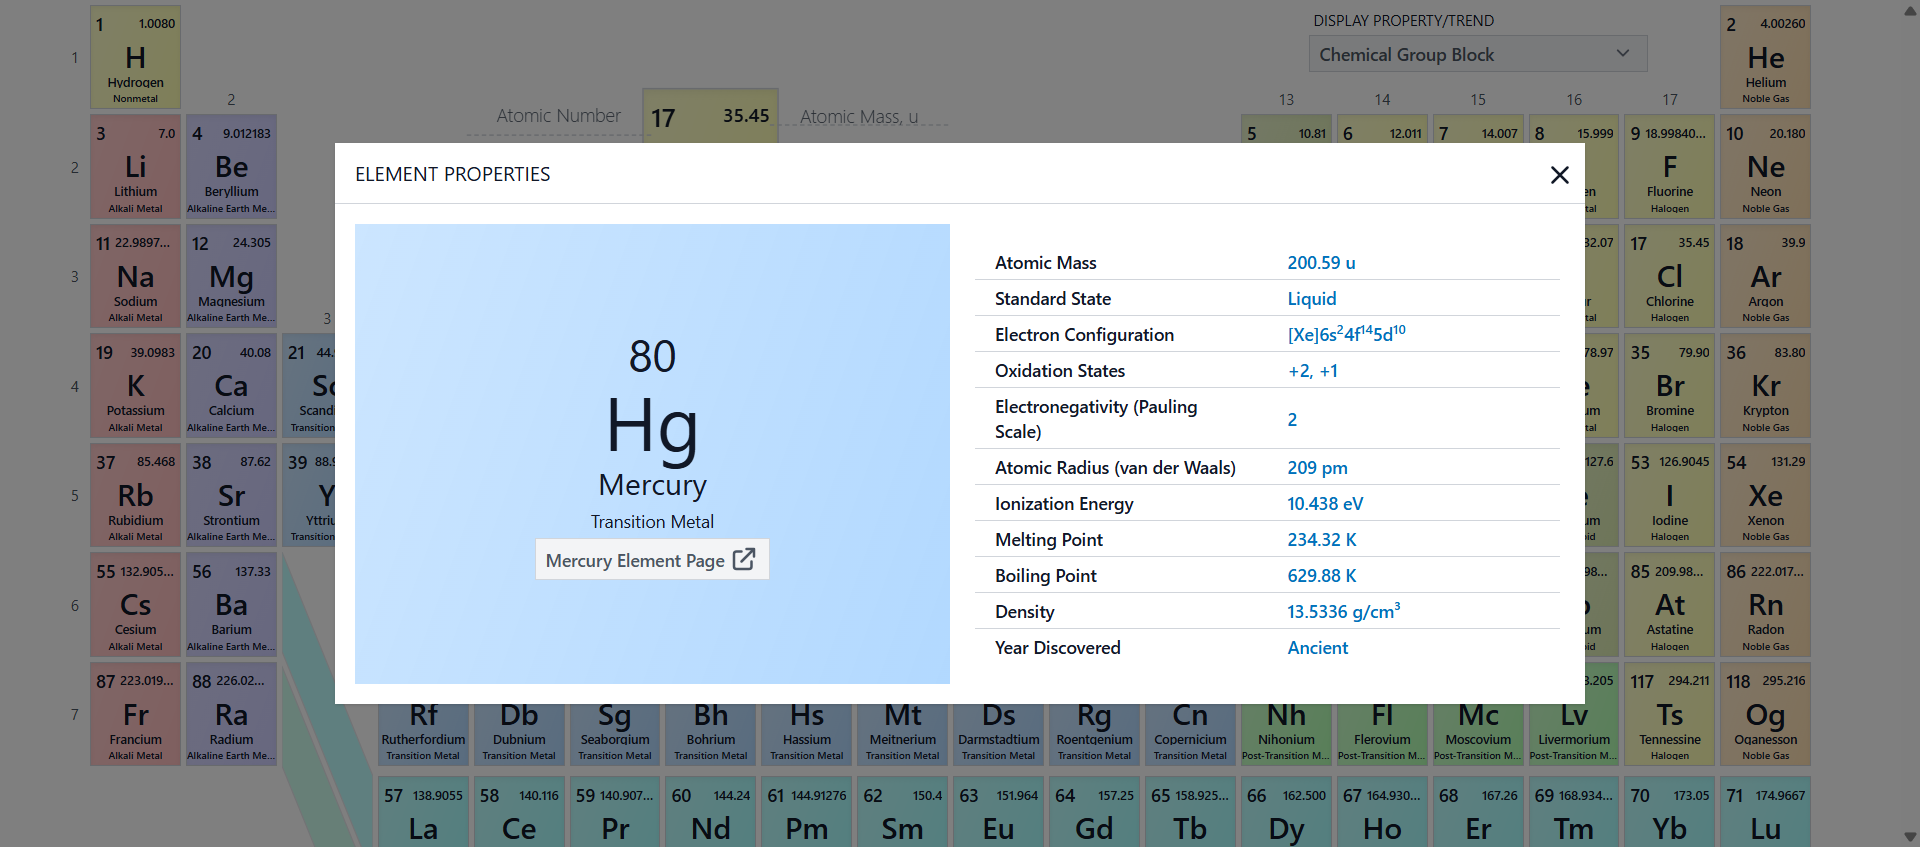 DISPLAY PROPERTY/TREND
Chemical Group Block
1 1.0080
H
Hydrogen
Nonmetal
2 4.00260
He
Helium
Noble Gas
1
2
13 14 15 16 17
Atomic Number 17 35.45 Atomic Mass, u
2
3 7.0
Li
Lithium
Alkali Metal
4 9.012183
Be
Beryllium
Alkaline Earth Me...
5 10.81
6 12.011
7 14.007
8 15.999
9 18.99840...
F
Fluorine
Halogen
10 20.180
Ne
Neon
Noble Gas
ELEMENT PROPERTIES
80
Hg
Mercury
Transition Metal
Mercury Element Page
Atomic Mass 200.59 u
Standard State Liquid
Electron Configuration [Xe]6s²4f¹⁴5d¹⁰
Oxidation States +2, +1
Electronegativity (Pauling
Scale) 2
Atomic Radius (van der Waals) 209 pm
Ionization Energy 10.438 eV
Melting Point 234.32 K
Boiling Point 629.88 K
Density 13.5336 g/cm³
Year Discovered Ancient
3
11 22.9897...
Na
Sodium
Alkali Metal
12 24.305
Mg
Magnesium
Alkaline Earth Me...
17 35.45
Cl
Chlorine
Halogen
18 39.9
Ar
Argon
Noble Gas
3
4
19 39.0983
K
Potassium
Alkali Metal
20 40.08
Ca
Calcium
Alkaline Earth Me...
21 44.
35 79.90
Br
Bromine
Halogen
36 83.80
Kr
Krypton
Noble Gas
5
37 85.468
Rb
Rubidium
Alkali Metal
38 87.62
Sr
Strontium
Alkaline Earth Me...
39 88.9
Y
53 126.9045
I
Iodine
Halogen
54 131.29
Xe
Xenon
Noble Gas
6
55 132.905...
Cs
Cesium
Alkali Metal
56 137.33
Ba
Barium
Alkaline Earth Me...
85 209.98...
At
Astatine
Halogen
86 222.017...
Rn
Radon
Noble Gas
7
87 223.019...
Fr
Francium
Alkali Metal
88 226.02...
Ra
Radium
Alkaline Earth Me...
Rf
Rutherfordium
Transition Metal
Db
Dubnium
Transition Metal
Sg
Seaborgium
Transition Metal
Bh
Bohrium
Transition Metal
Hs
Hassium
Transition Metal
Mt
Meitnerium
Transition Metal
Ds
Darmstadtium
Transition Metal
Rg
Roentgenium
Transition Metal
Cn
Copernicium
Transition Metal
Nh
Nihonium
Post-Transition M...
Fl
Flerovium
Post-Transition M...
Mc
Moscovium
Post-Transition M...
Lv
Livermorium
Post-Transition M...
117 294.211
Ts
Tennessine
Halogen
118 295.216
Og
Oganesson
Noble Gas
57 138.9055
La
58 140.116
Ce
59 140.907...
Pr
60 144.24
Nd
61 144.91276
Pm
62 150.4
Sm
63 151.964
Eu
64 157.25
Gd
65 158.925...
Tb
66 162.500
Dy
67 164.930...
Ho
68 167.26
Er
69 168.934...
Tm
70 173.05
Yb
71 174.9667
Lu